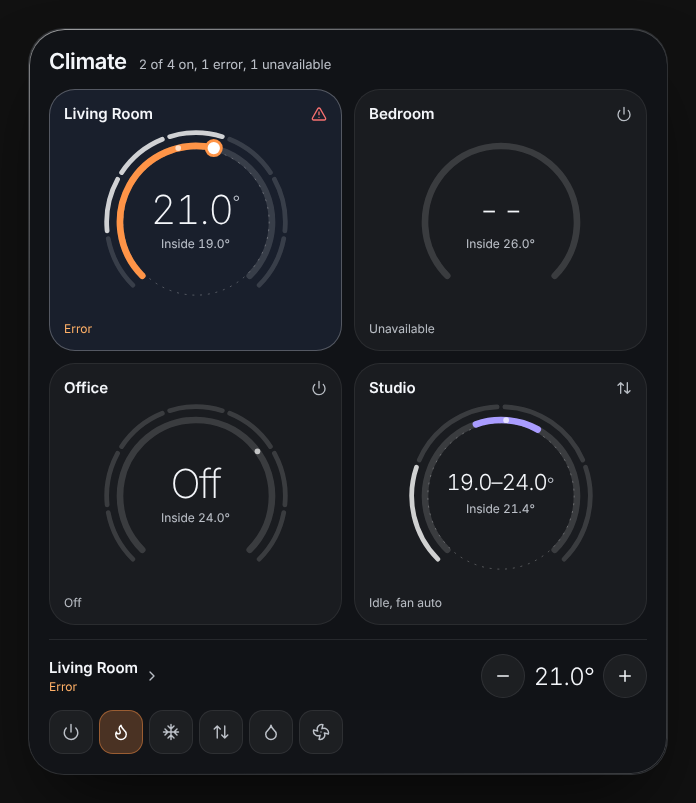 Climate 2 of 4 on, 1 error, 1 unavailable
Living Room
21.0°
Inside 19.0°
Error
Bedroom
– –
Inside 26.0°
Unavailable
Office
Off
Inside 24.0°
Off
Studio
19.0–24.0°
Inside 21.4°
Idle, fan auto
Living Room
Error
− 21.0° +